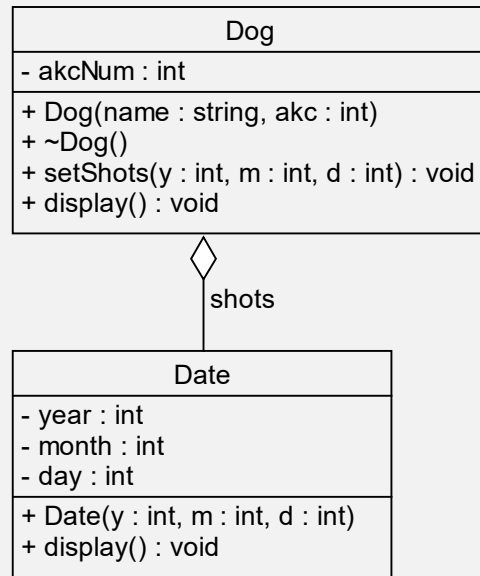 Dog
- akcNum : int
+ Dog(name : string, akc : int)
+ ~Dog()
+ setShots(y : int, m : int, d : int) : void
+ display() : void
shots
Date
- year : int
- month : int
- day : int
+ Date(y : int, m : int, d : int)
+ display() : void